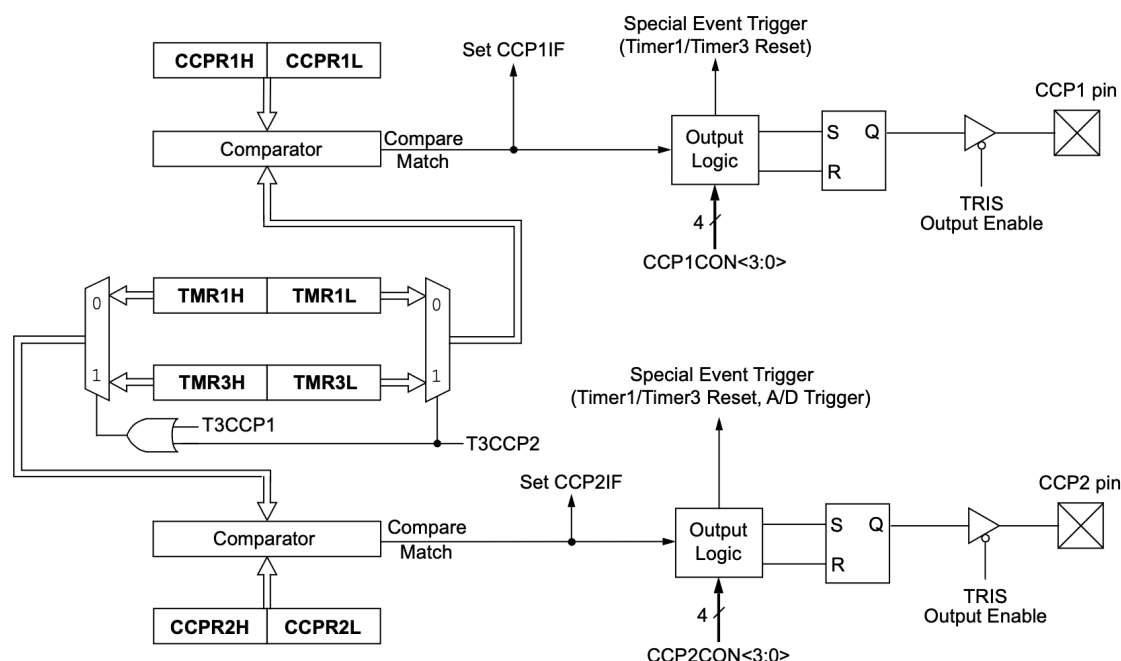 Special Event Trigger
(Timer1/Timer3 Reset)
Set CCP1IF
CCPR1H CCPR1L
CCP1 pin
Comparator
Compare
Match
Output
Logic
S Q
R
TRIS
Output Enable
4
CCP1CON<3:0>
0 TMR1H TMR1L 0
1 TMR3H TMR3L 1
T3CCP1
T3CCP2
Special Event Trigger
(Timer1/Timer3 Reset, A/D Trigger)
Set CCP2IF
CCP2 pin
Comparator
Compare
Match
Output
Logic
S Q
R
TRIS
Output Enable
4
CCPR2H CCPR2L
CCP2CON<3:0>